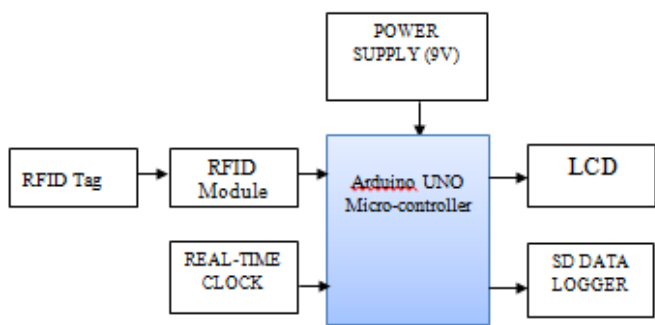 POWER
SUPPLY (9V)
RFID Tag
RFID
Module
Arduino UNO
Micro-controller
LCD
REAL-TIME
CLOCK
SD DATA
LOGGER